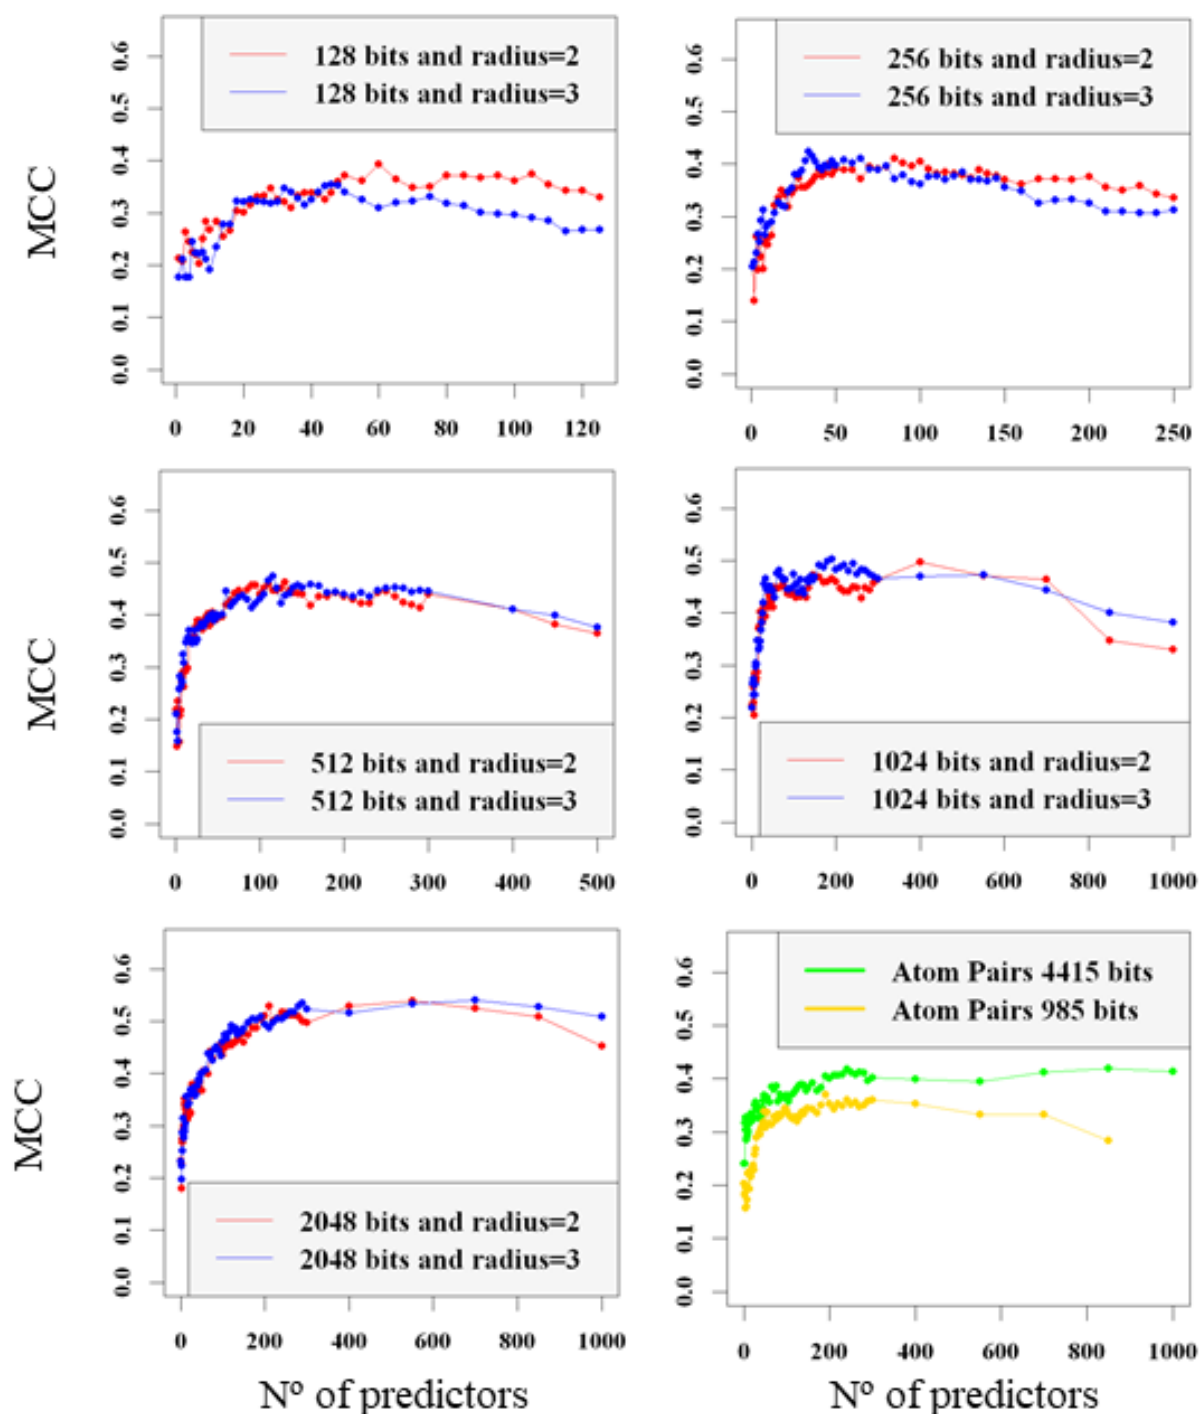 128 bits and radius=2
128 bits and radius=3
MCC
0.0 0.1 0.2 0.3 0.4 0.5 0.6
0 20 40 60 80 100 120
256 bits and radius=2
256 bits and radius=3
0.0 0.1 0.2 0.3 0.4 0.5 0.6
0 50 100 150 200 250
MCC
0.0 0.1 0.2 0.3 0.4 0.5 0.6
512 bits and radius=2
512 bits and radius=3
0 100 200 300 400 500
0.0 0.1 0.2 0.3 0.4 0.5 0.6
1024 bits and radius=2
1024 bits and radius=3
0 200 400 600 800 1000
MCC
0.0 0.1 0.2 0.3 0.4 0.5 0.6
2048 bits and radius=2
2048 bits and radius=3
0 200 400 600 800 1000
Nº of predictors
Atom Pairs 4415 bits
Atom Pairs 985 bits
0.0 0.1 0.2 0.3 0.4 0.5 0.6
0 200 400 600 800 1000
Nº of predictors